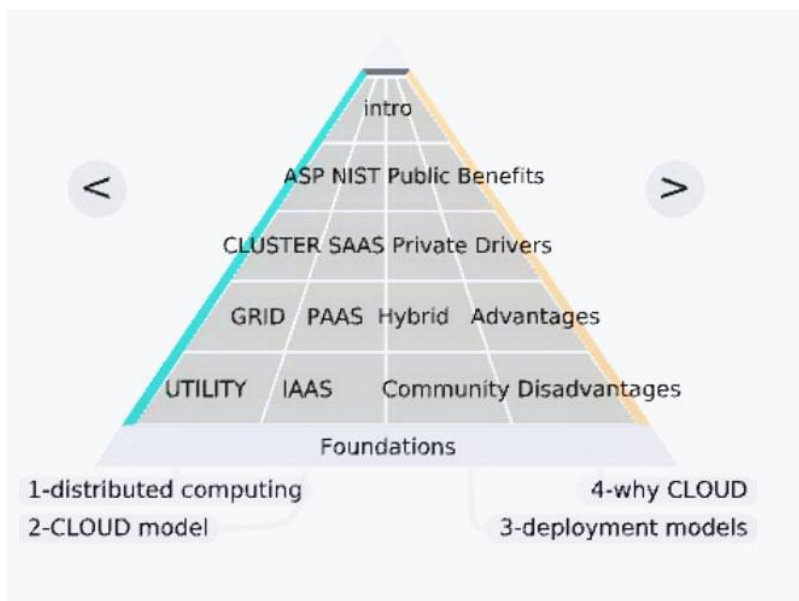 intro
ASP NIST Public Benefits
CLUSTER SAAS Private Drivers
GRID PAAS Hybrid Advantages
UTILITY IAAS Community Disadvantages
< >
Foundations
1-distributed computing
4-why CLOUD
2-CLOUD model
3-deployment models